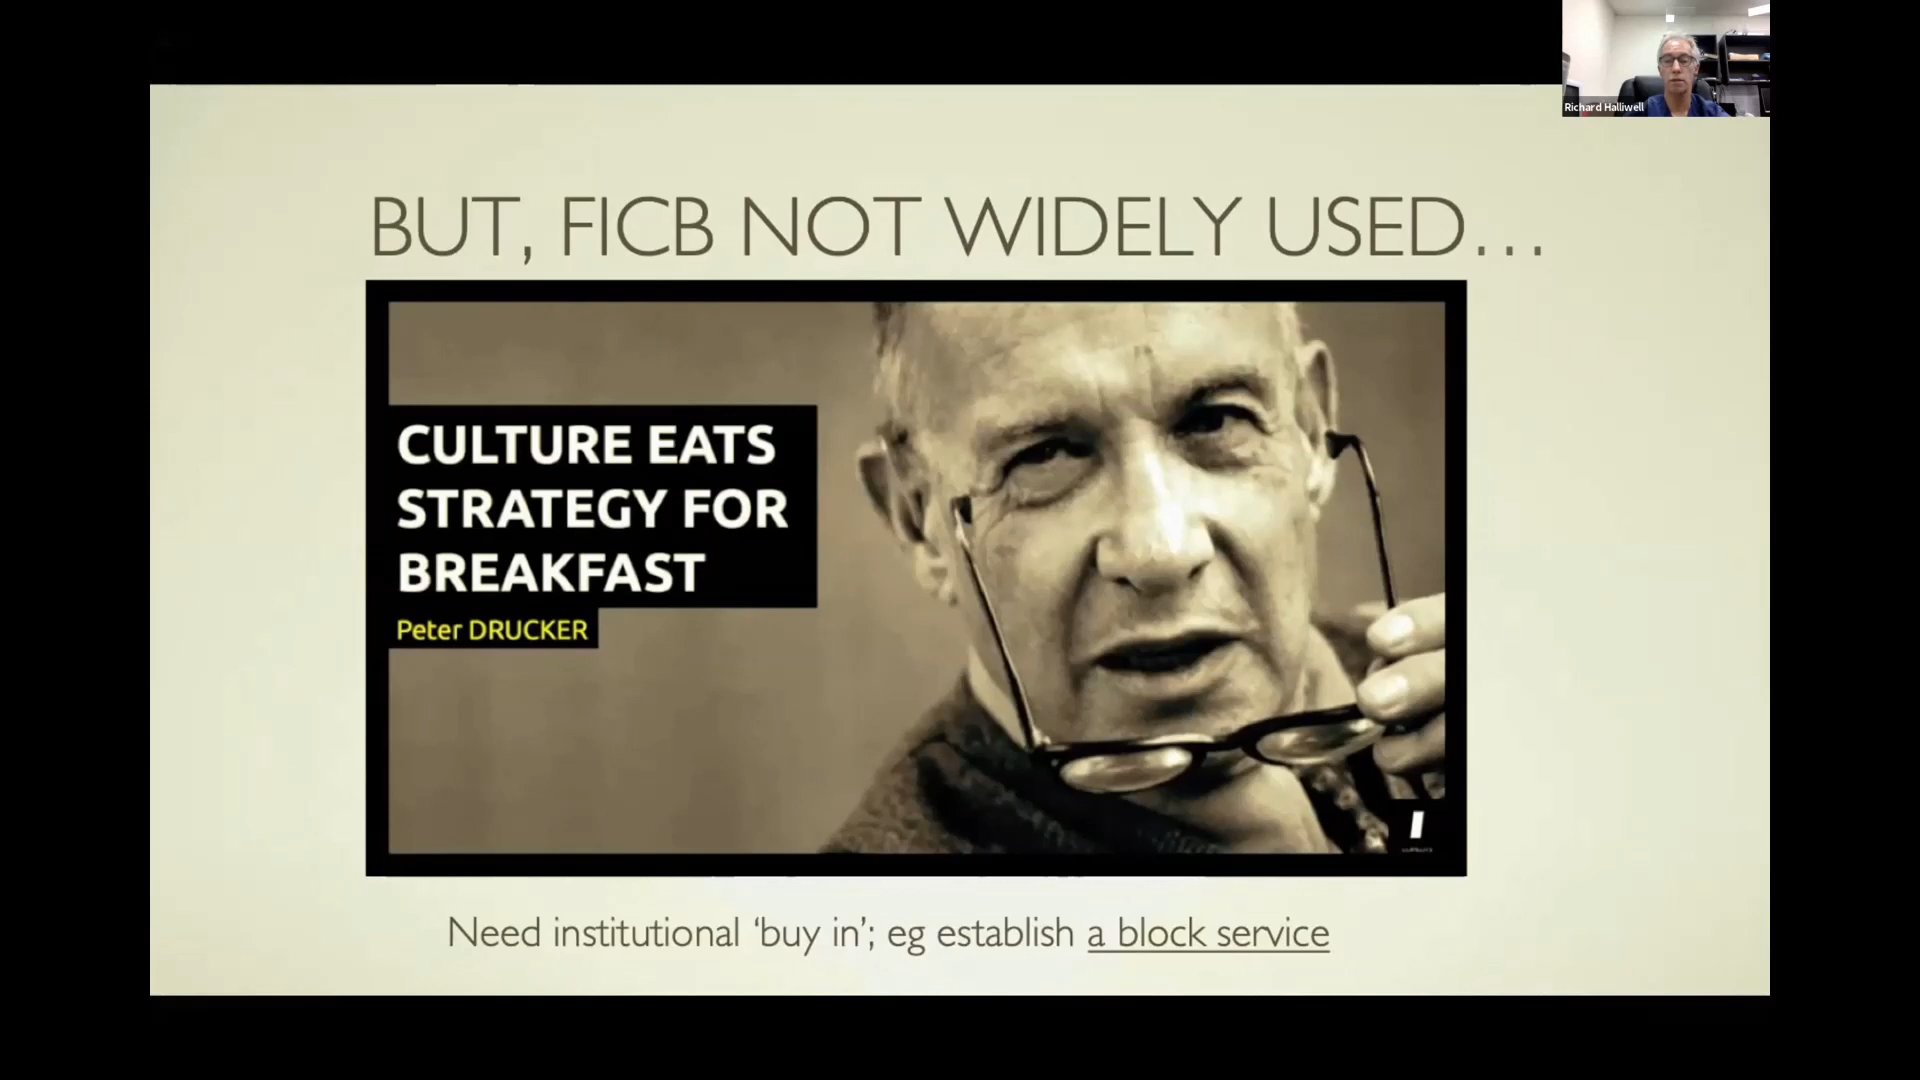 Richard Halliwell
BUT, FICB NOT WIDELY USED...
CULTURE EATS
STRATEGY FOR
BREAKFAST
Peter DRUCKER
Need institutional ‘buy in’; eg establish a block service